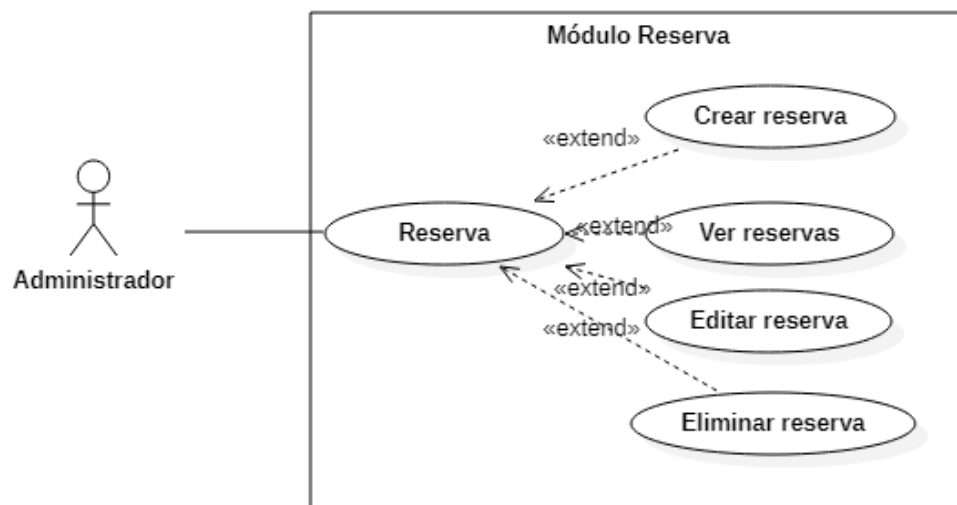 Módulo Reserva
Crear reserva
«extend»
Reserva
«extend»
Ver reservas
Administrador
«extend»
Editar reserva
«extend»
Eliminar reserva